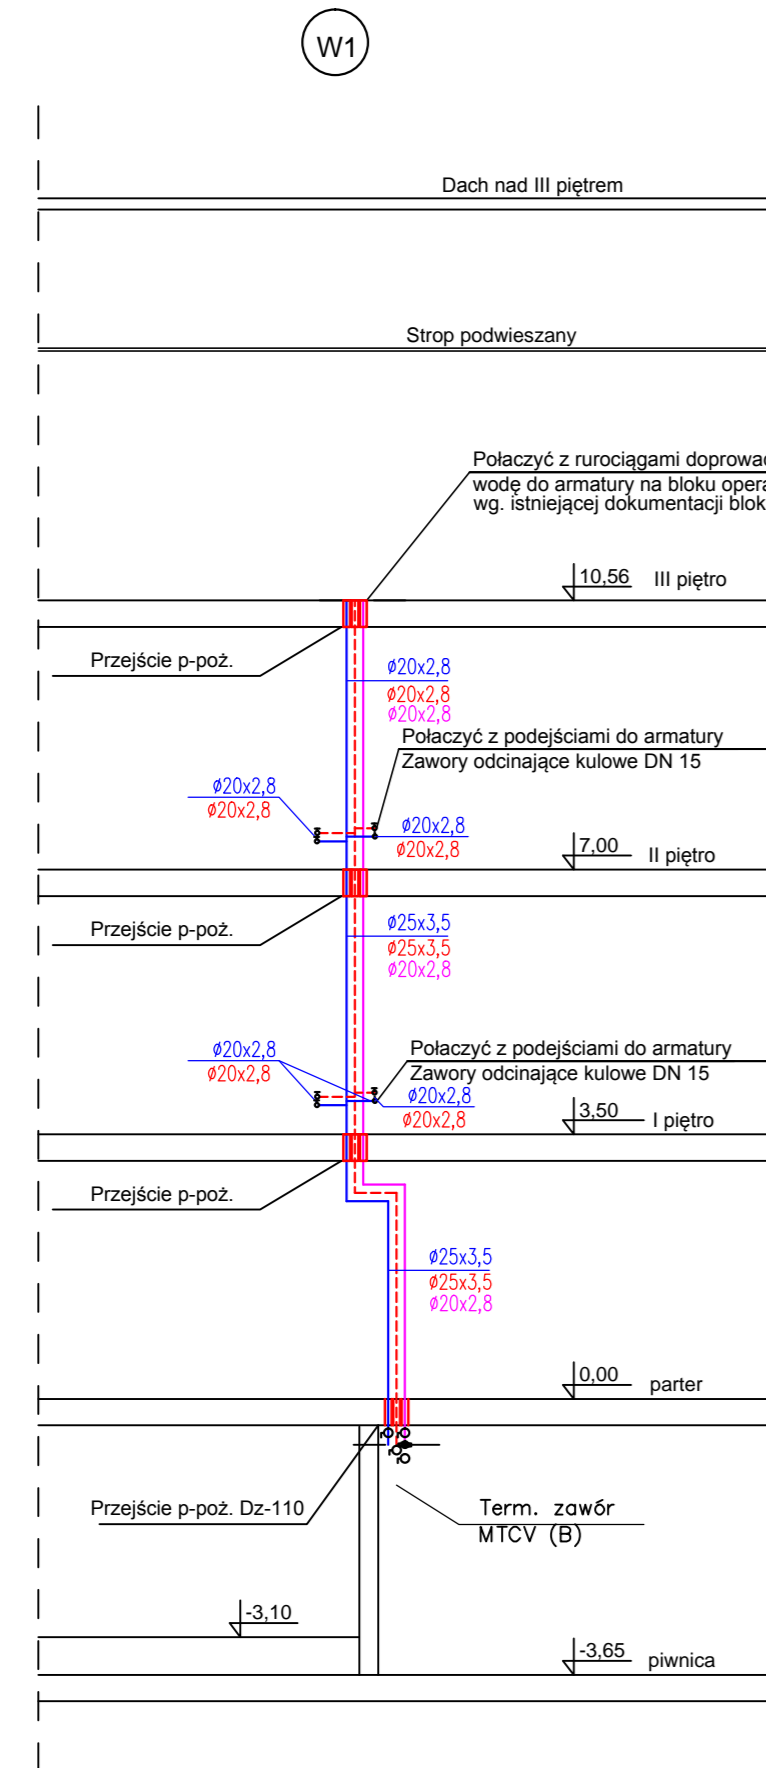 W1
Dach nad III piętrem
Strop podwieszany
Połaczyć z rurociągami doprowad
wodę do armatury na bloku opera
wg. istniejącej dokumentacji blok
10,56 III piętro
Przejście p-poż.
ø20x2,8
ø20x2,8
ø20x2,8
Połaczyć z podejściami do armatury
Zawory odcinające kulowe DN 15
ø20x2,8
ø20x2,8
ø20x2,8
ø20x2,8
7,00 II piętro
Przejście p-poż.
ø25x3,5
ø25x3,5
ø20x2,8
ø20x2,8
ø20x2,8
Połaczyć z podejściami do armatury
Zawory odcinające kulowe DN 15
ø20x2,8
ø20x2,8
3,50 I piętro
Przejście p-poż.
ø25x3,5
ø25x3,5
ø20x2,8
0,00 parter
Przejście p-poż. Dz-110
Term. zawór
MTCV (B)
-3,10
-3,65 piwnica